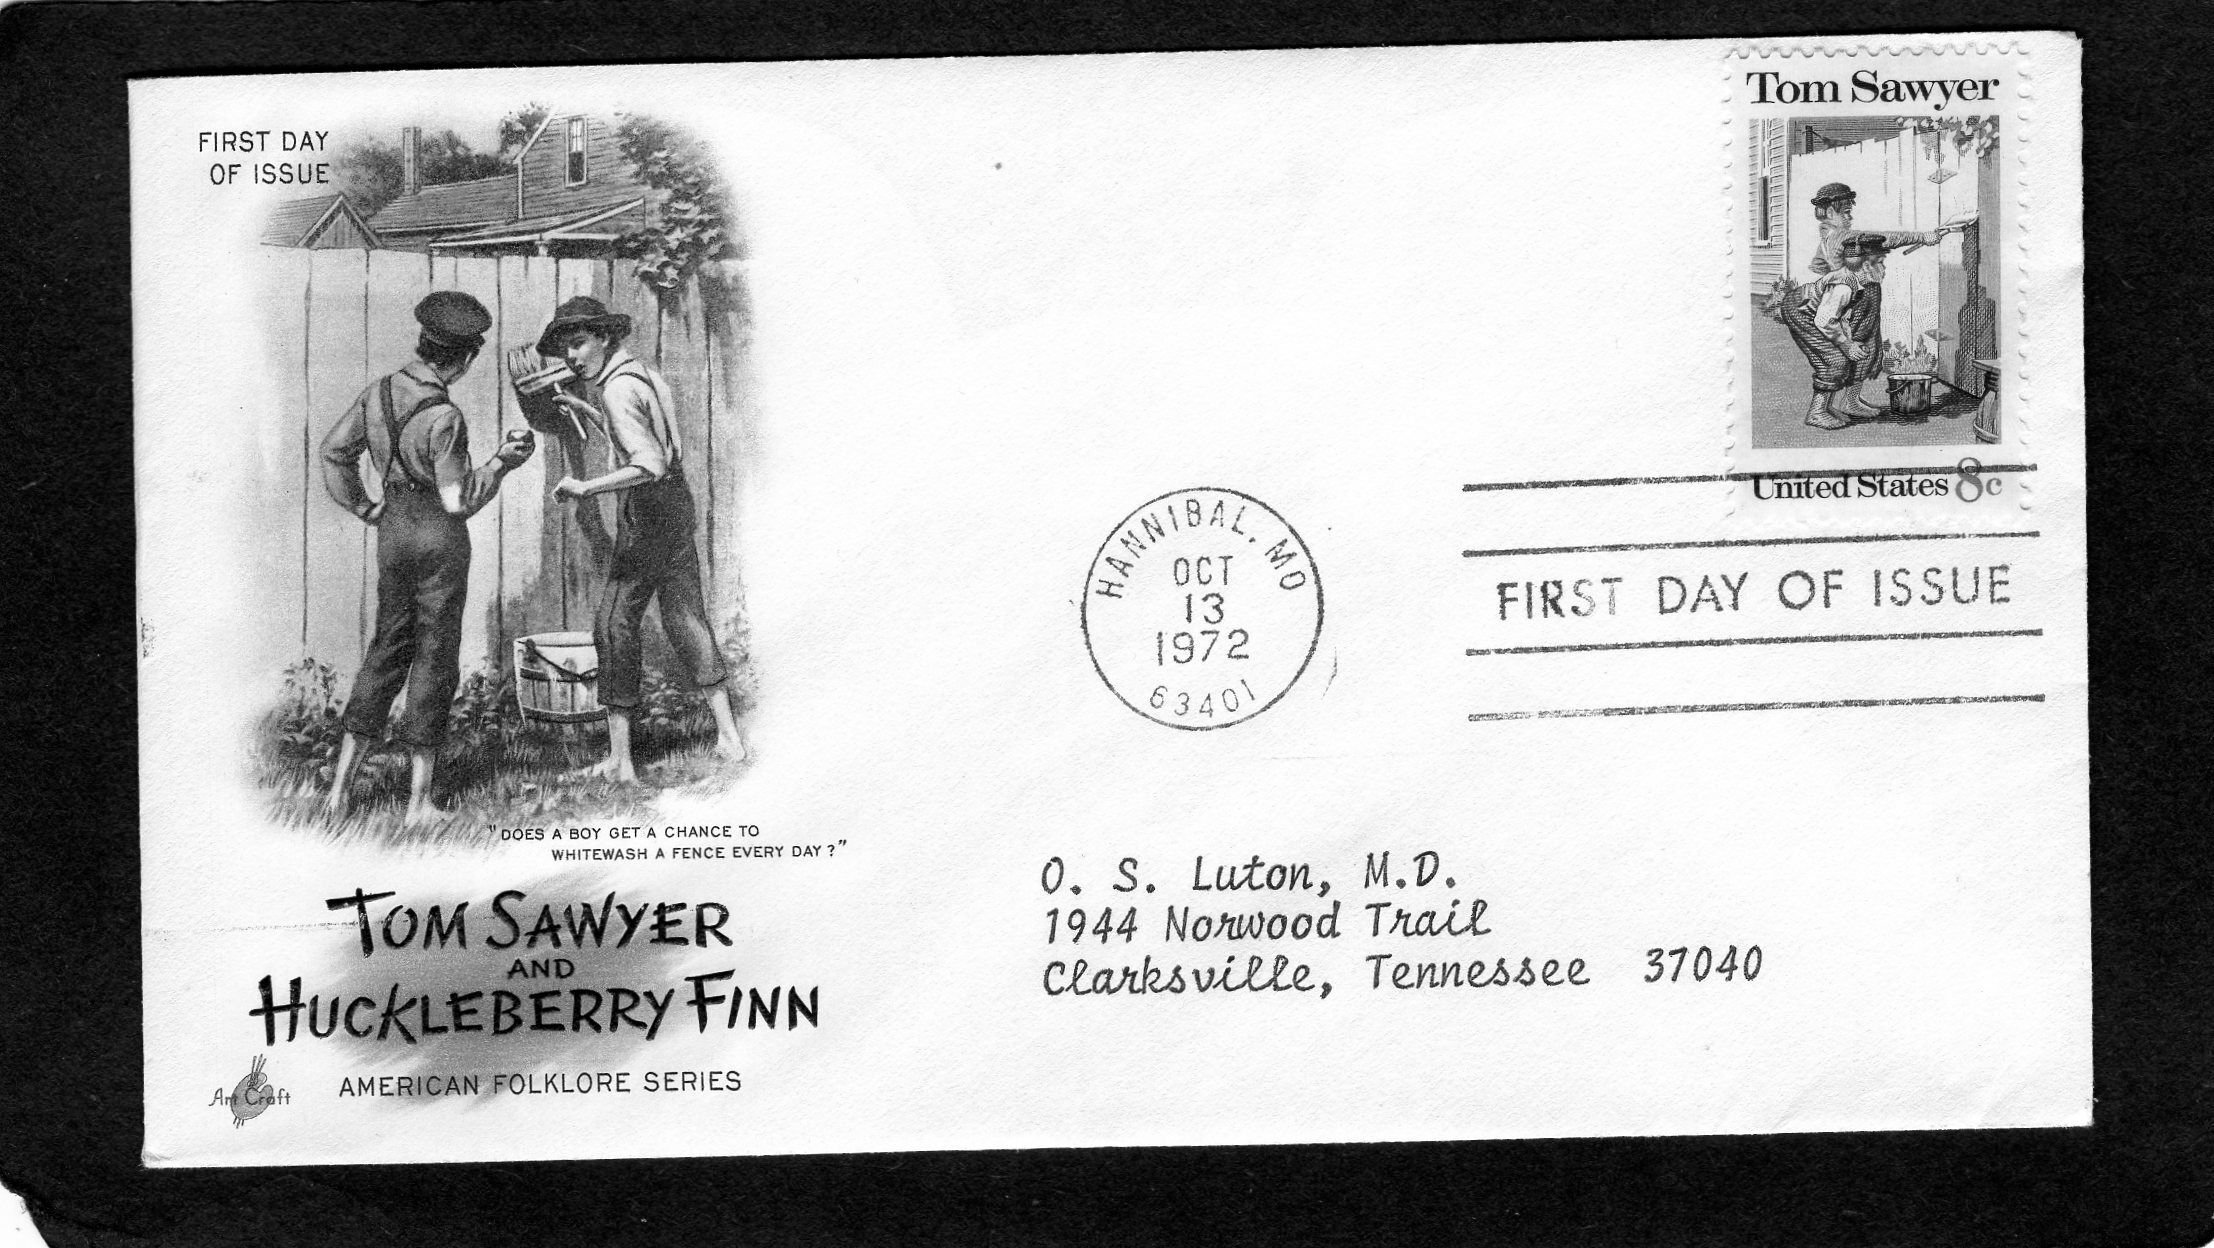 FIRST DAY
OF ISSUE
Tom Sawyer
United States 8c
HANNIBAL, MO
OCT
13
1972
63401
FIRST DAY OF ISSUE
"DOES A BOY GET A CHANCE TO
WHITEWASH A FENCE EVERY DAY?"
TOM SAWYER
AND
HUCKLEBERRY FINN
Art Craft
AMERICAN FOLKLORE SERIES
O. S. Luton, M.D.
1944 Norwood Trail
Clarksville, Tennessee 37040